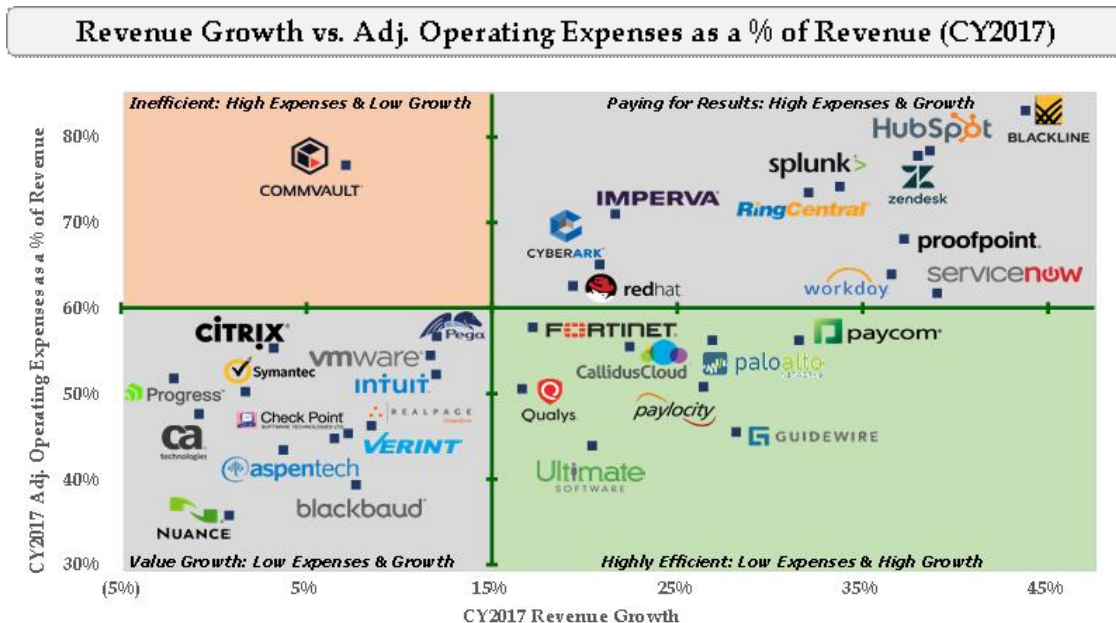 Revenue Growth vs. Adj. Operating Expenses as a % of Revenue (CY2017)
Inefficient: High Expenses & Low Growth
Paying for Results: High Expenses & Growth
CY2017 Adj. Operating Expenses as a % of Revenue
80%
70%
60%
50%
40%
30%
COMMVAULT
HubSpot
BLACKLINE
splunk>
zendesk
IMPERVA
RingCentral
CYBERARK
proofpoint
servicenow
workday
redhat
CITRIX
Pega
FORTINET
paycom
vmware
CallidusCloud
paloalto
NETWORKS
Symantec
intuit
Progress
Qualys
paylocity
REALPAGE
Check Point
SOFTWARE TECHNOLOGIES LTD.
ca
technologies
VERINT
GUIDEWIRE
aspentech
Ultimate
SOFTWARE
blackbaud
NUANCE
Value Growth: Low Expenses & Growth
Highly Efficient: Low Expenses & High Growth
(5%)
5%
15%
25%
35%
45%
CY2017 Revenue Growth